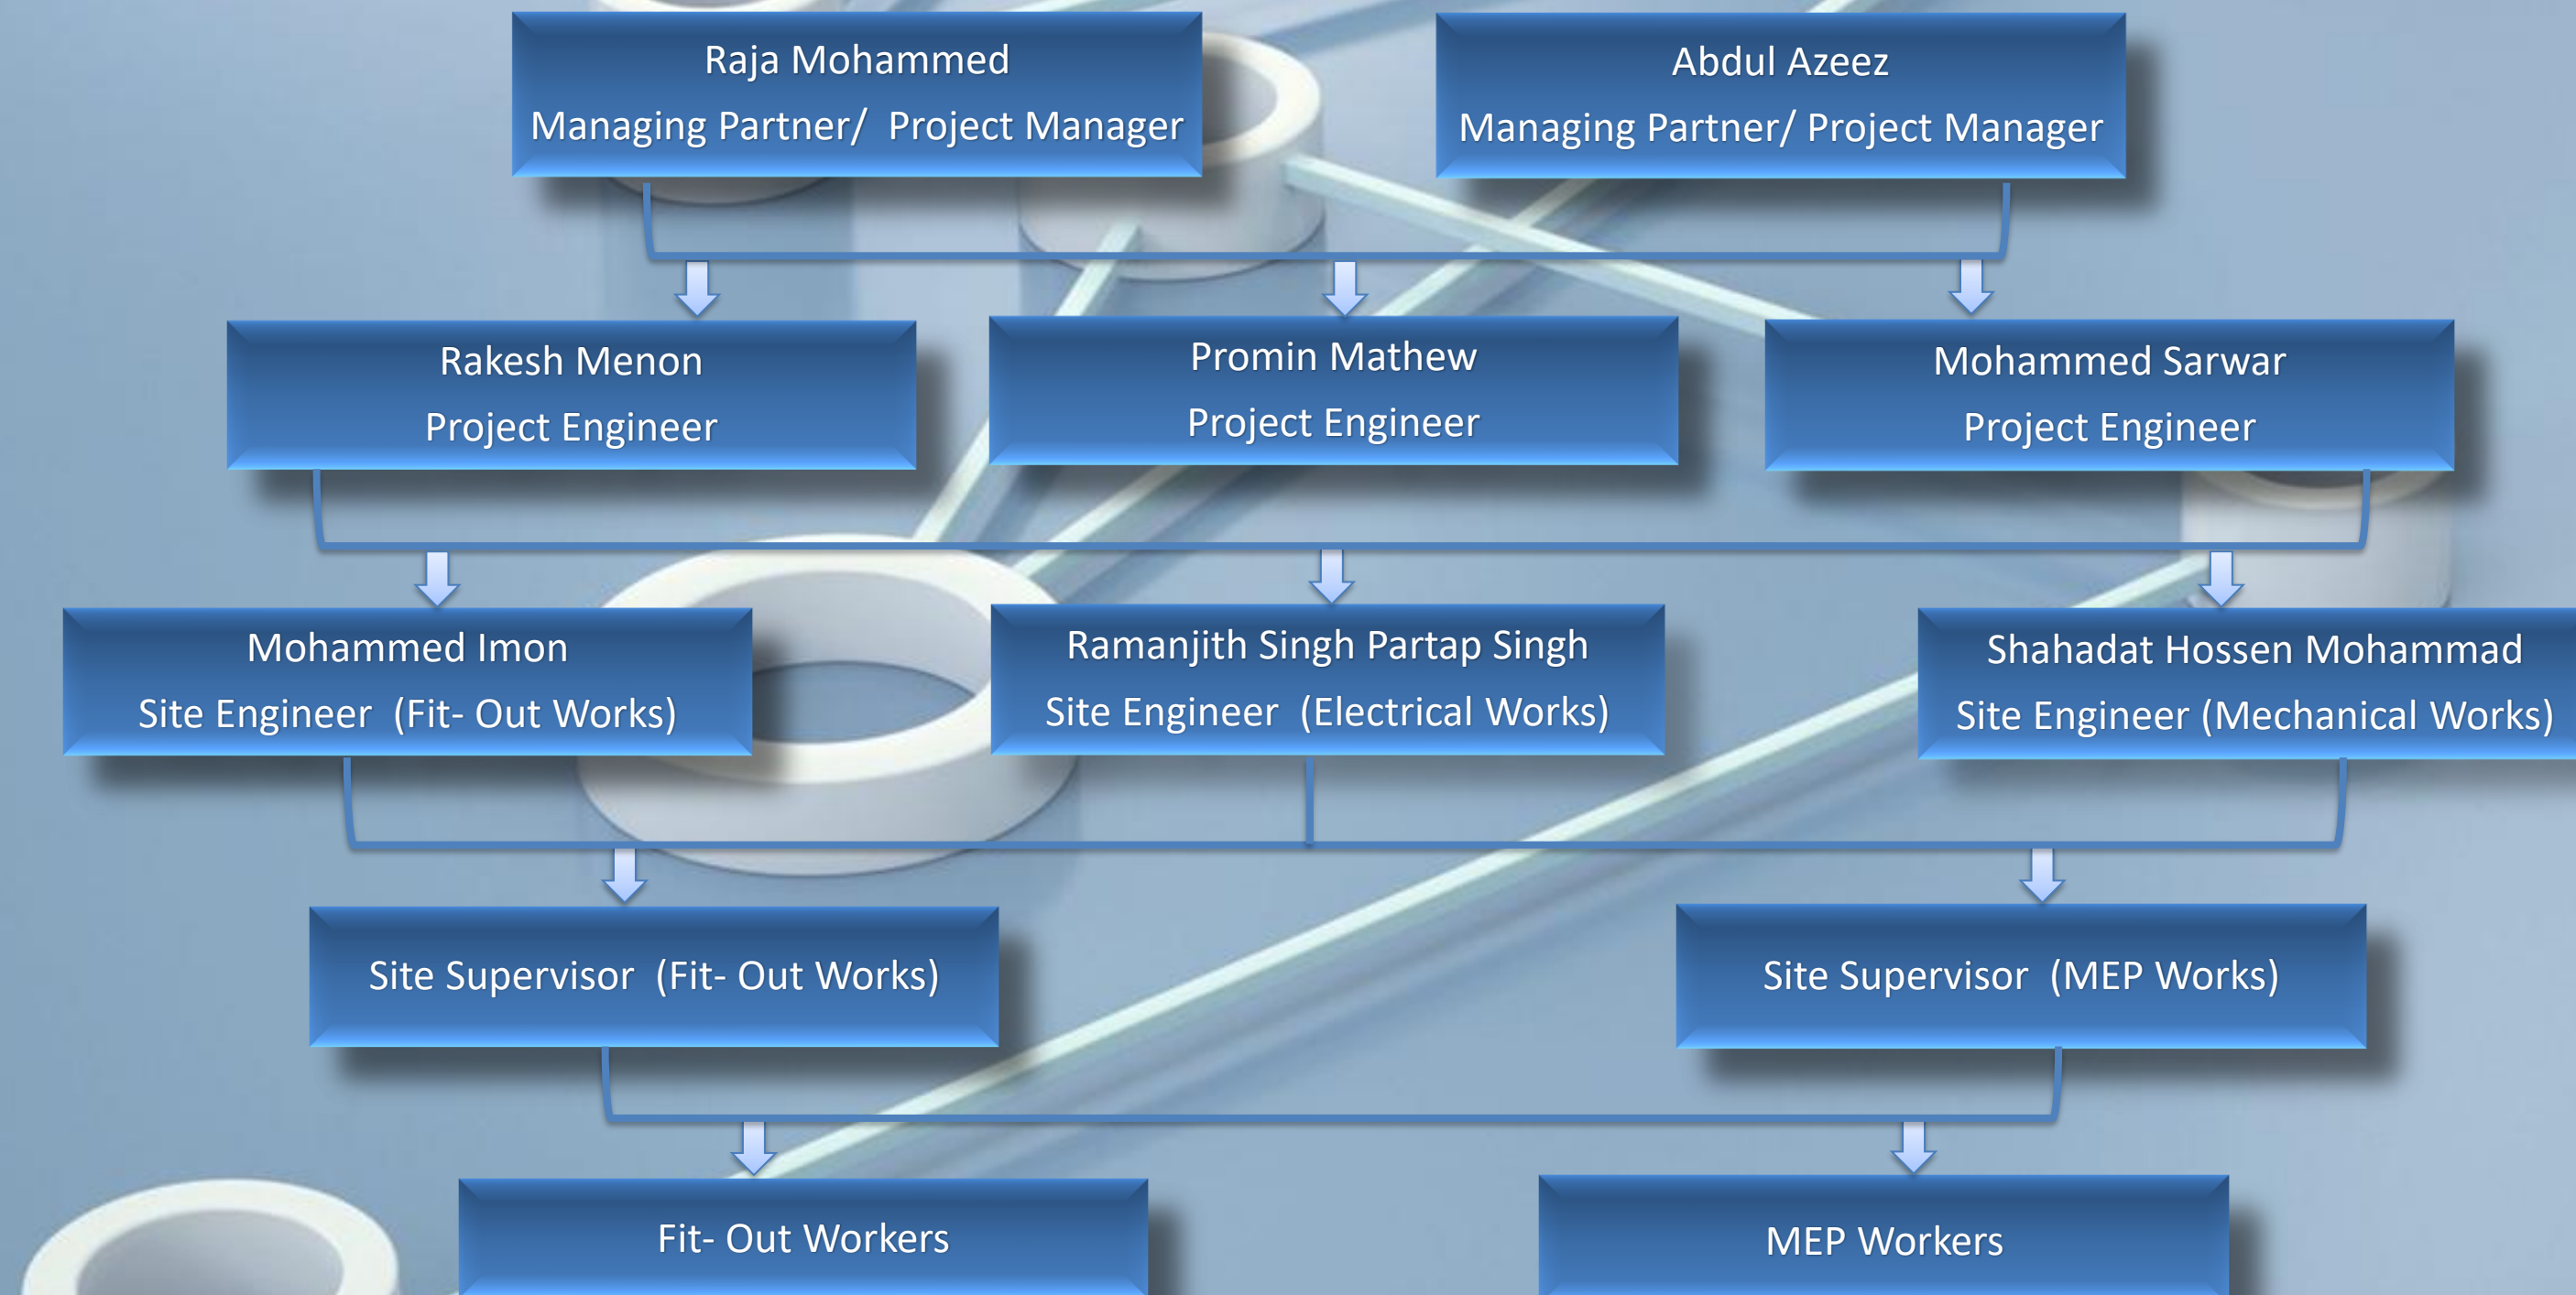 Raja Mohammed
Managing Partner/ Project Manager
Abdul Azeez
Managing Partner/ Project Manager
Rakesh Menon
Project Engineer
Promin Mathew
Project Engineer
Mohammed Sarwar
Project Engineer
Mohammed Imon
Site Engineer (Fit- Out Works)
Ramanjith Singh Partap Singh
Site Engineer (Electrical Works)
Shahadat Hossen Mohammad
Site Engineer (Mechanical Works)
Site Supervisor (Fit- Out Works)
Site Supervisor (MEP Works)
Fit- Out Workers
MEP Workers